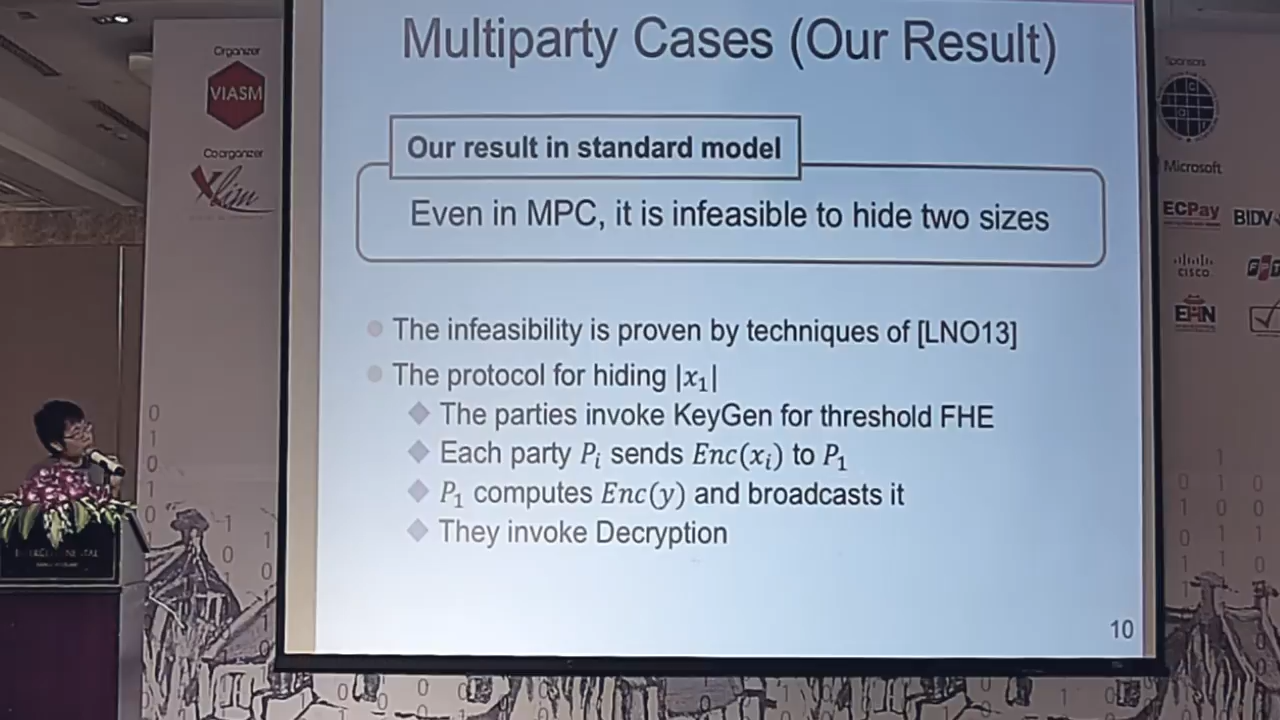 Multiparty Cases (Our Result)
Our result in standard model
Even in MPC, it is infeasible to hide two sizes
The infeasibility is proven by techniques of [LNO13]
The protocol for hiding |x₁|
The parties invoke KeyGen for threshold FHE
Each party Pᵢ sends Enc(xᵢ) to P₁
P₁ computes Enc(y) and broadcasts it
They invoke Decryption
10
Organizer
VIASM
Coorganizer
Xlim
Sponsors
Microsoft
ECPay
BIDV
CISCO
FPT